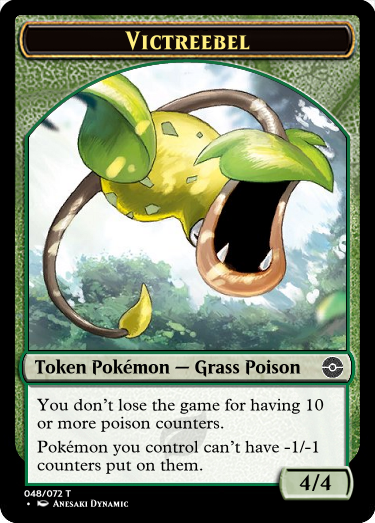 Victreebel
Token Pokémon — Grass Poison
You don't lose the game for having 10
or more poison counters.
Pokémon you control can't have -1/-1
counters put on them.
4/4
048/072 T
• Anesaki Dynamic